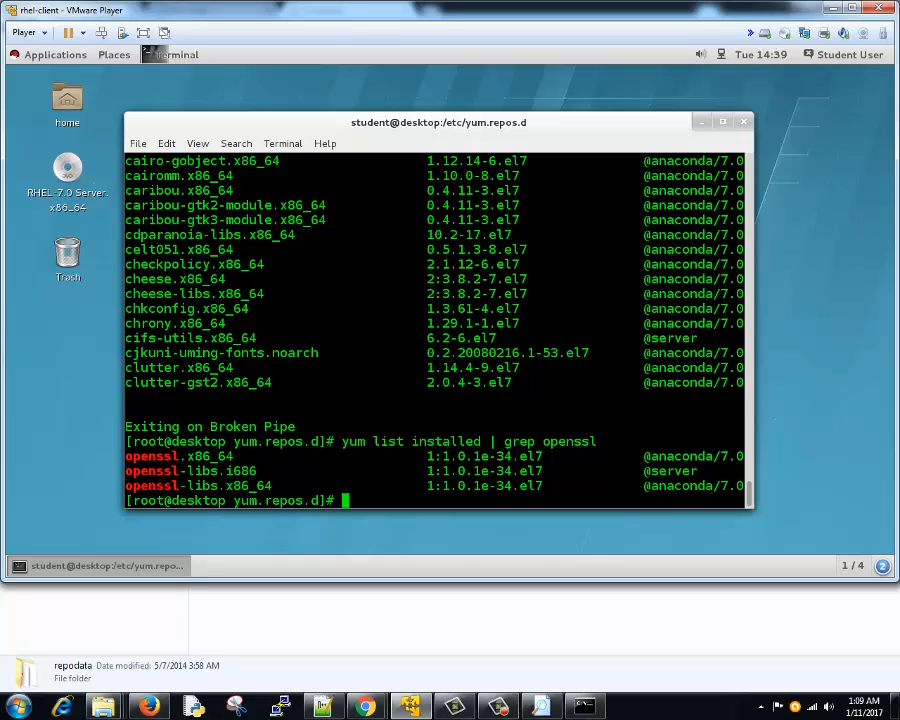 rhel-client - VMware Player
Player
Applications Places Terminal Tue 14:39 Student User
home
RHEL-7.0 Server.
x86_64
Trash
student@desktop:/etc/yum.repos.d
File Edit View Search Terminal Help
cairo-gobject.x86_64 1.12.14-6.el7 @anaconda/7.0
cairomm.x86_64 1.10.0-8.el7 @anaconda/7.0
caribou.x86_64 0.4.11-3.el7 @anaconda/7.0
caribou-gtk2-module.x86_64 0.4.11-3.el7 @anaconda/7.0
caribou-gtk3-module.x86_64 0.4.11-3.el7 @anaconda/7.0
cdparanoia-libs.x86_64 10.2-17.el7 @anaconda/7.0
celt051.x86_64 0.5.1.3-8.el7 @anaconda/7.0
checkpolicy.x86_64 2.1.12-6.el7 @anaconda/7.0
cheese.x86_64 2:3.8.2-7.el7 @anaconda/7.0
cheese-libs.x86_64 2:3.8.2-7.el7 @anaconda/7.0
chkconfig.x86_64 1.3.61-4.el7 @anaconda/7.0
chrony.x86_64 1.29.1-1.el7 @anaconda/7.0
cifs-utils.x86_64 6.2-6.el7 @server
cjkuni-uming-fonts.noarch 0.2.20080216.1-53.el7 @anaconda/7.0
clutter.x86_64 1.14.4-9.el7 @anaconda/7.0
clutter-gst2.x86_64 2.0.4-3.el7 @anaconda/7.0
Exiting on Broken Pipe
[root@desktop yum.repos.d]# yum list installed | grep openssl
openssl.x86_64 1:1.0.1e-34.el7 @anaconda/7.0
openssl-libs.i686 1:1.0.1e-34.el7 @server
openssl-libs.x86_64 1:1.0.1e-34.el7 @anaconda/7.0
[root@desktop yum.repos.d]#
student@desktop:/etc/yum.repo... 1 / 4 2
repodata Date modified: 5/7/2014 3:58 AM
File folder
1:09 AM
1/11/2017